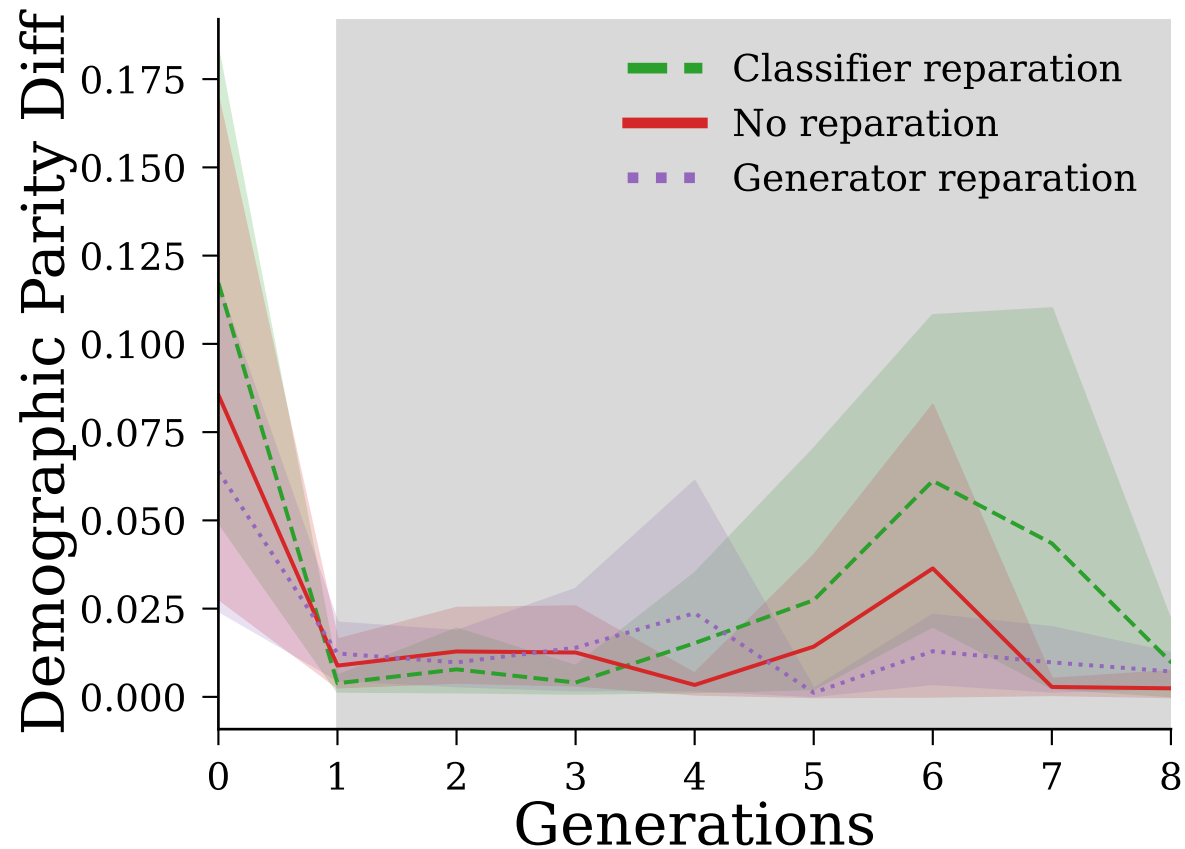 Demographic Parity Diff
0.175
0.150
0.125
0.100
0.075
0.050
0.025
0.000
Classifier reparation
No reparation
Generator reparation
0 1 2 3 4 5 6 7 8
Generations